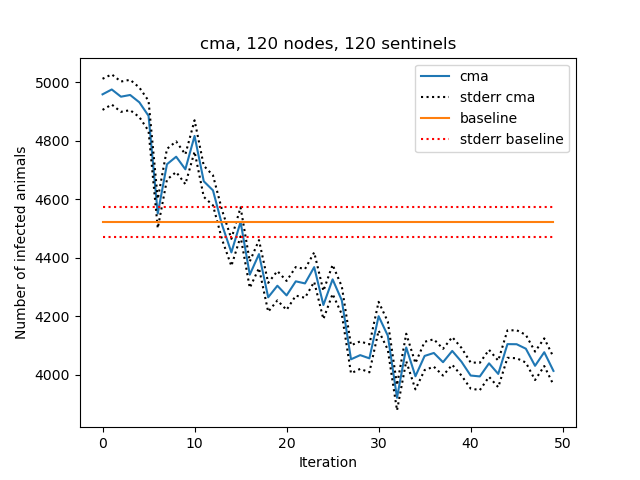 cma, 120 nodes, 120 sentinels
cma
stderr cma
baseline
stderr baseline
Number of infected animals
5000
4800
4600
4400
4200
4000
0 10 20 30 40 50
Iteration